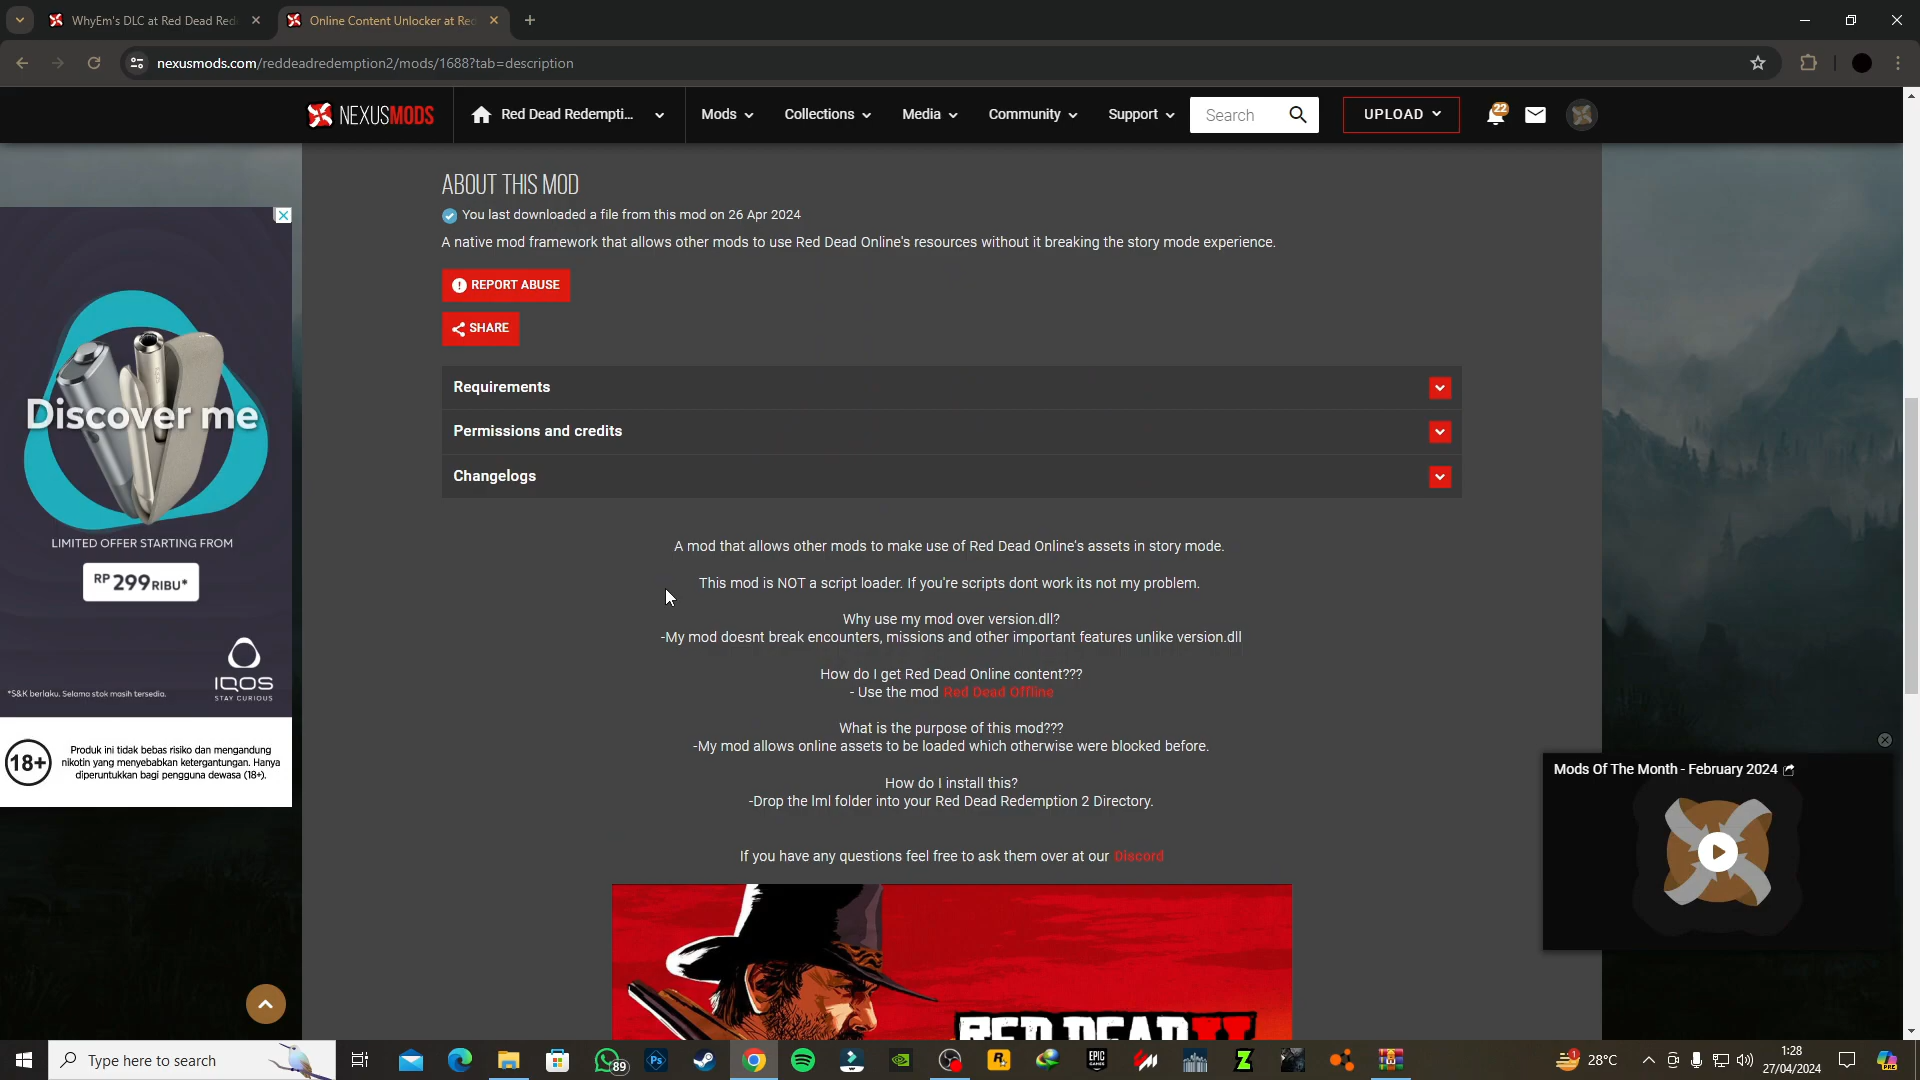 WhyEm's DLC at Red Dead Red
Online Content Unlocker at Red
nexusmods.com/reddeadredemption2/mods/1688?tab=description
NEXUSMODS
Red Dead Redempti...
Mods
Collections
Media
Community
Support
Search
UPLOAD
22
ABOUT THIS MOD
You last downloaded a file from this mod on 26 Apr 2024
A native mod framework that allows other mods to use Red Dead Online's resources without it breaking the story mode experience.
REPORT ABUSE
SHARE
Requirements
Permissions and credits
Changelogs
A mod that allows other mods to make use of Red Dead Online's assets in story mode.
This mod is NOT a script loader. If you're scripts dont work its not my problem.
Why use my mod over version.dll?
-My mod doesnt break encounters, missions and other important features unlike version.dll
How do I get Red Dead Online content???
- Use the mod Red Dead Offline
What is the purpose of this mod???
-My mod allows online assets to be loaded which otherwise were blocked before.
How do I install this?
-Drop the lml folder into your Red Dead Redemption 2 Directory.
If you have any questions feel free to ask them over at our Discord
RED DEAD II
Discover me
LIMITED OFFER STARTING FROM
RP 299 RIBU*
*S&K berlaku. Selama stok masih tersedia.
IQOS
STAY CURIOUS
18+
Produk ini tidak bebas risiko dan mengandung
nikotin yang menyebabkan ketergantungan. Hanya
diperuntukkan bagi pengguna dewasa (18+).
Mods Of The Month - February 2024
Type here to search
89
Ps
EPIC
GAMES
1
28°C
1:28
27/04/2024
PRE